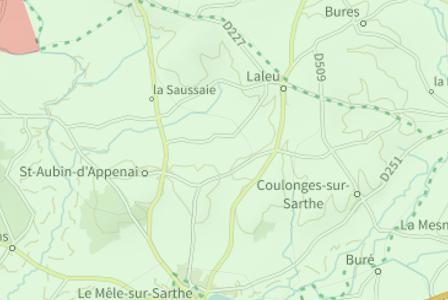 Bures
D227
D509
Laleu
la Saussaie
St-Aubin-d'Appenai
D251
Coulonges-sur-
Sarthe
La Mesn
Buré
Le Mêle-sur-Sarthe